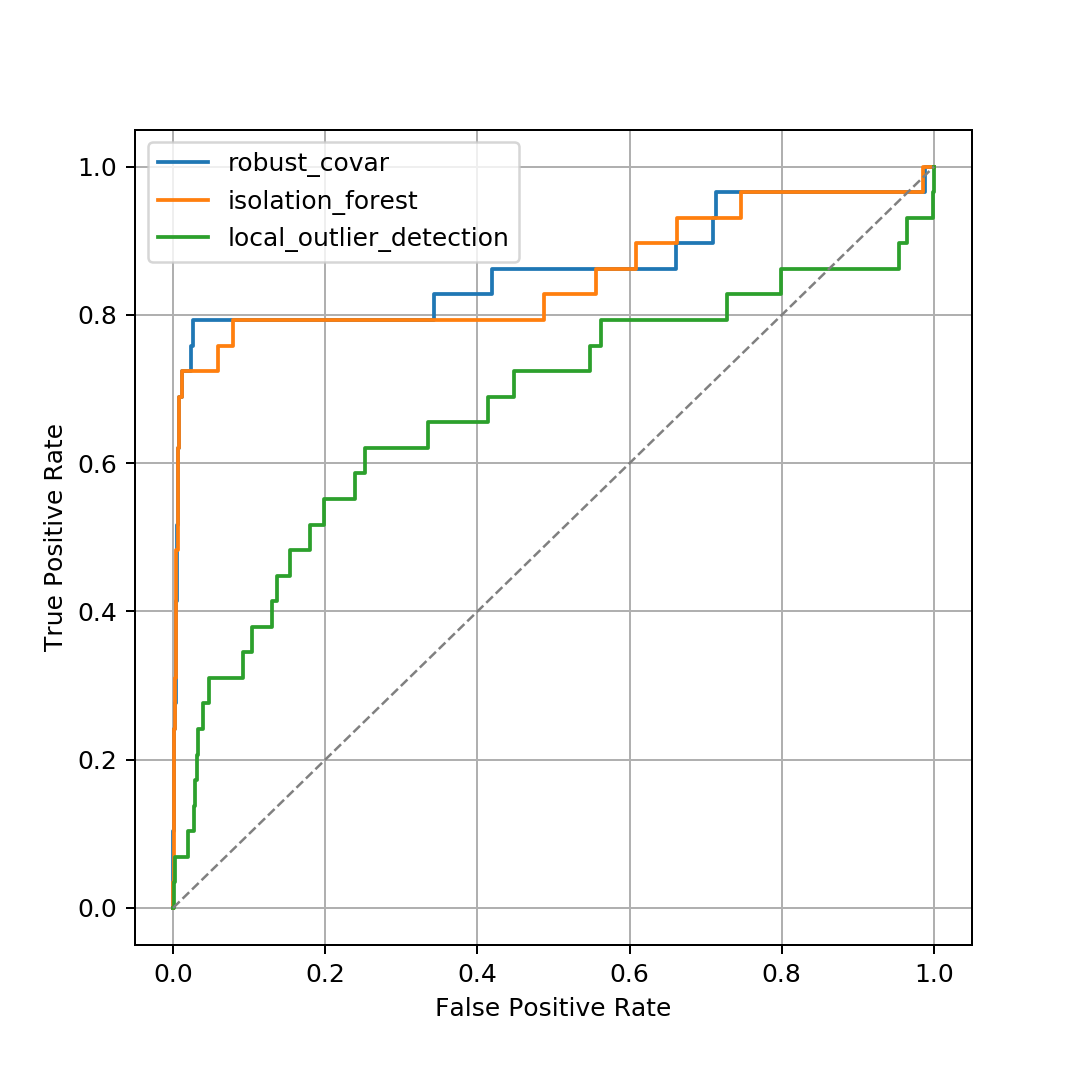 robust_covar
isolation_forest
local_outlier_detection
1.0
0.8
0.6
0.4
0.2
0.0
True Positive Rate
0.0 0.2 0.4 0.6 0.8 1.0
False Positive Rate